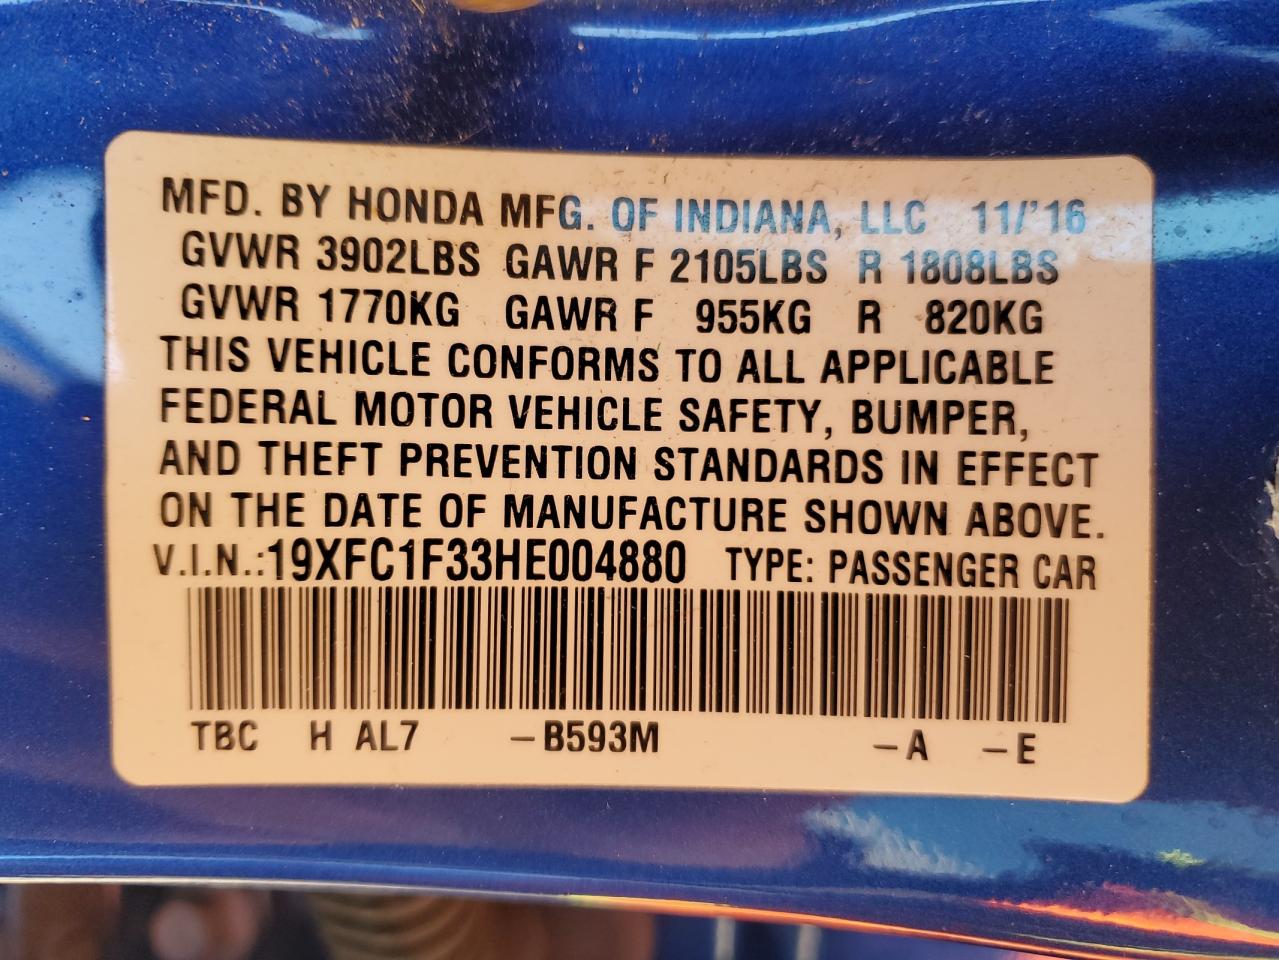 MFD. BY HONDA MFG. OF INDIANA, LLC 11/'16
GVWR 3902LBS GAWR F 2105LBS R 1808LBS
GVWR 1770KG GAWR F 955KG R 820KG
THIS VEHICLE CONFORMS TO ALL APPLICABLE
FEDERAL MOTOR VEHICLE SAFETY, BUMPER,
AND THEFT PREVENTION STANDARDS IN EFFECT
ON THE DATE OF MANUFACTURE SHOWN ABOVE.
V.I.N.:19XFC1F33HE004880 TYPE: PASSENGER CAR
TBC H AL7 –B593M –A –E